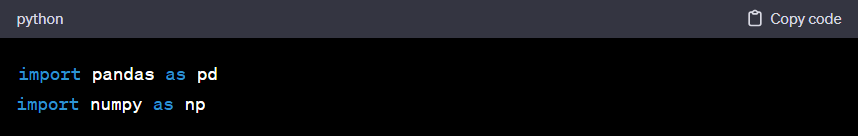 python Copy code
import pandas as pd
import numpy as np